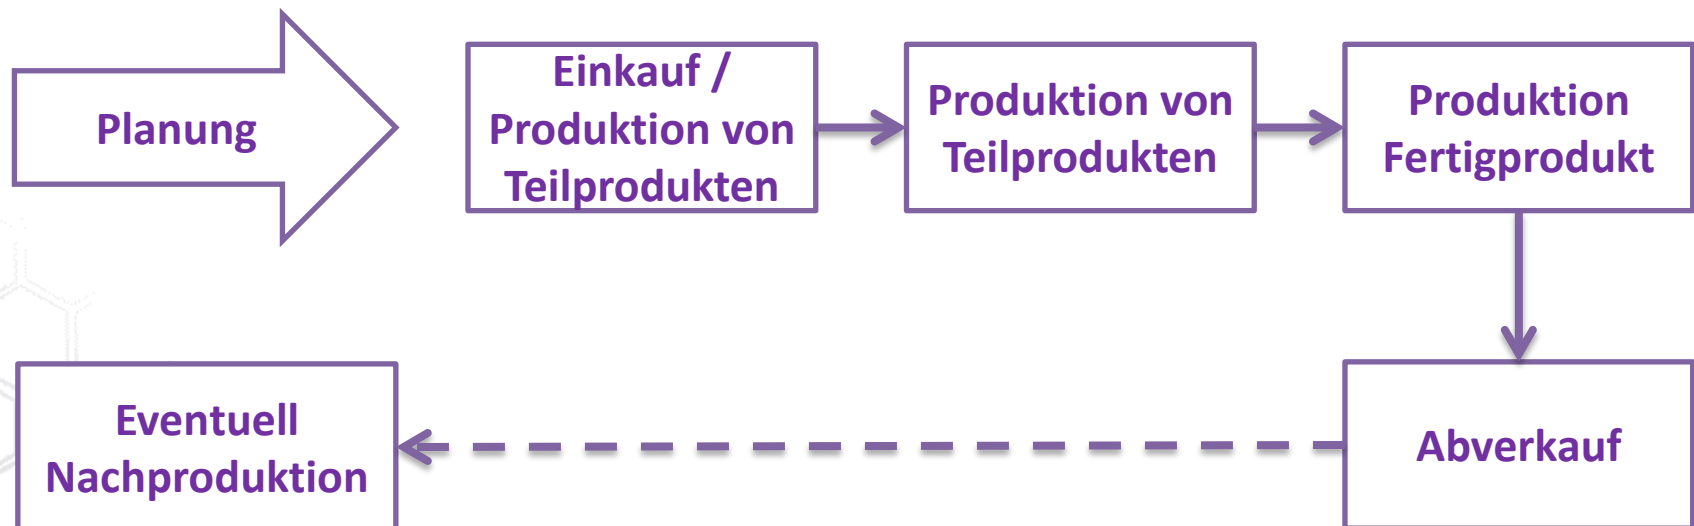 Planung
Einkauf /
Produktion von
Teilprodukten
Produktion von
Teilprodukten
Produktion
Fertigprodukt
Eventuell
Nachproduktion
Abverkauf